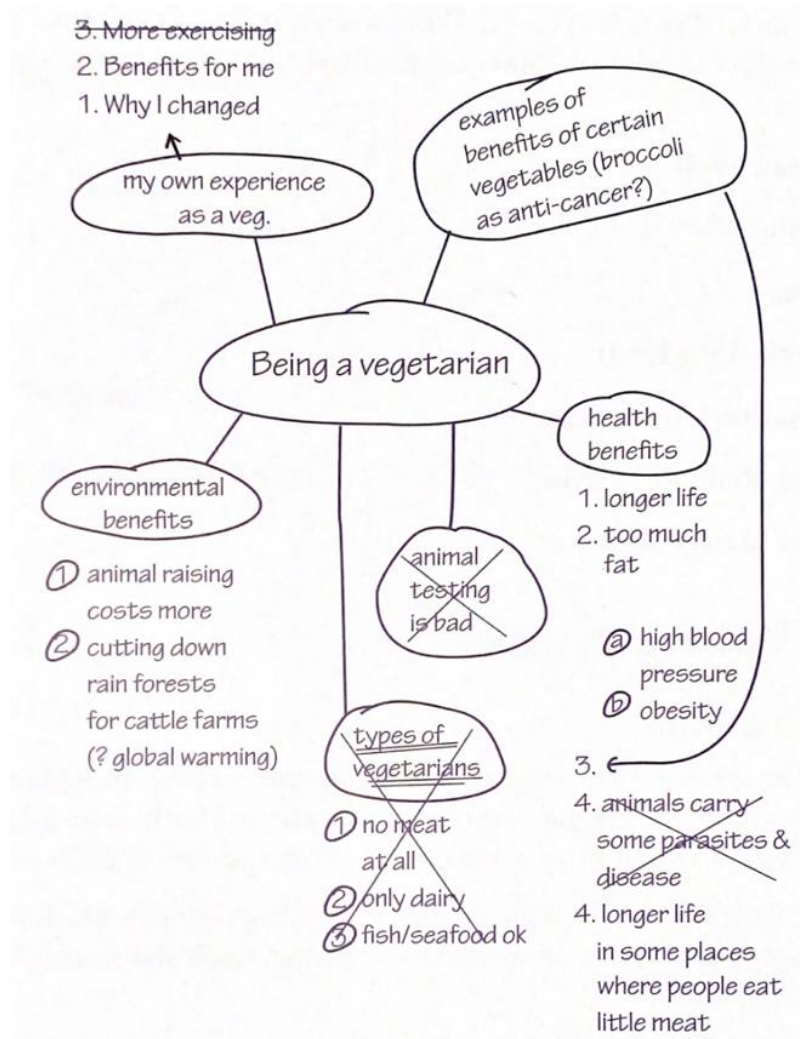 3. More exercising
2. Benefits for me
1. Why I changed
my own experience
as a veg.
examples of
benefits of certain
vegetables (broccoli
as anti-cancer?)
Being a vegetarian
health
benefits
1. longer life
2. too much
fat
a high blood
pressure
b obesity
3.
4. animals carry
some parasites &
disease
4. longer life
in some places
where people eat
little meat
environmental
benefits
1 animal raising
costs more
2 cutting down
rain forests
for cattle farms
(? global warming)
animal
testing
is bad
types of
vegetarians
1 no meat
at all
2 only dairy
3 fish/seafood ok